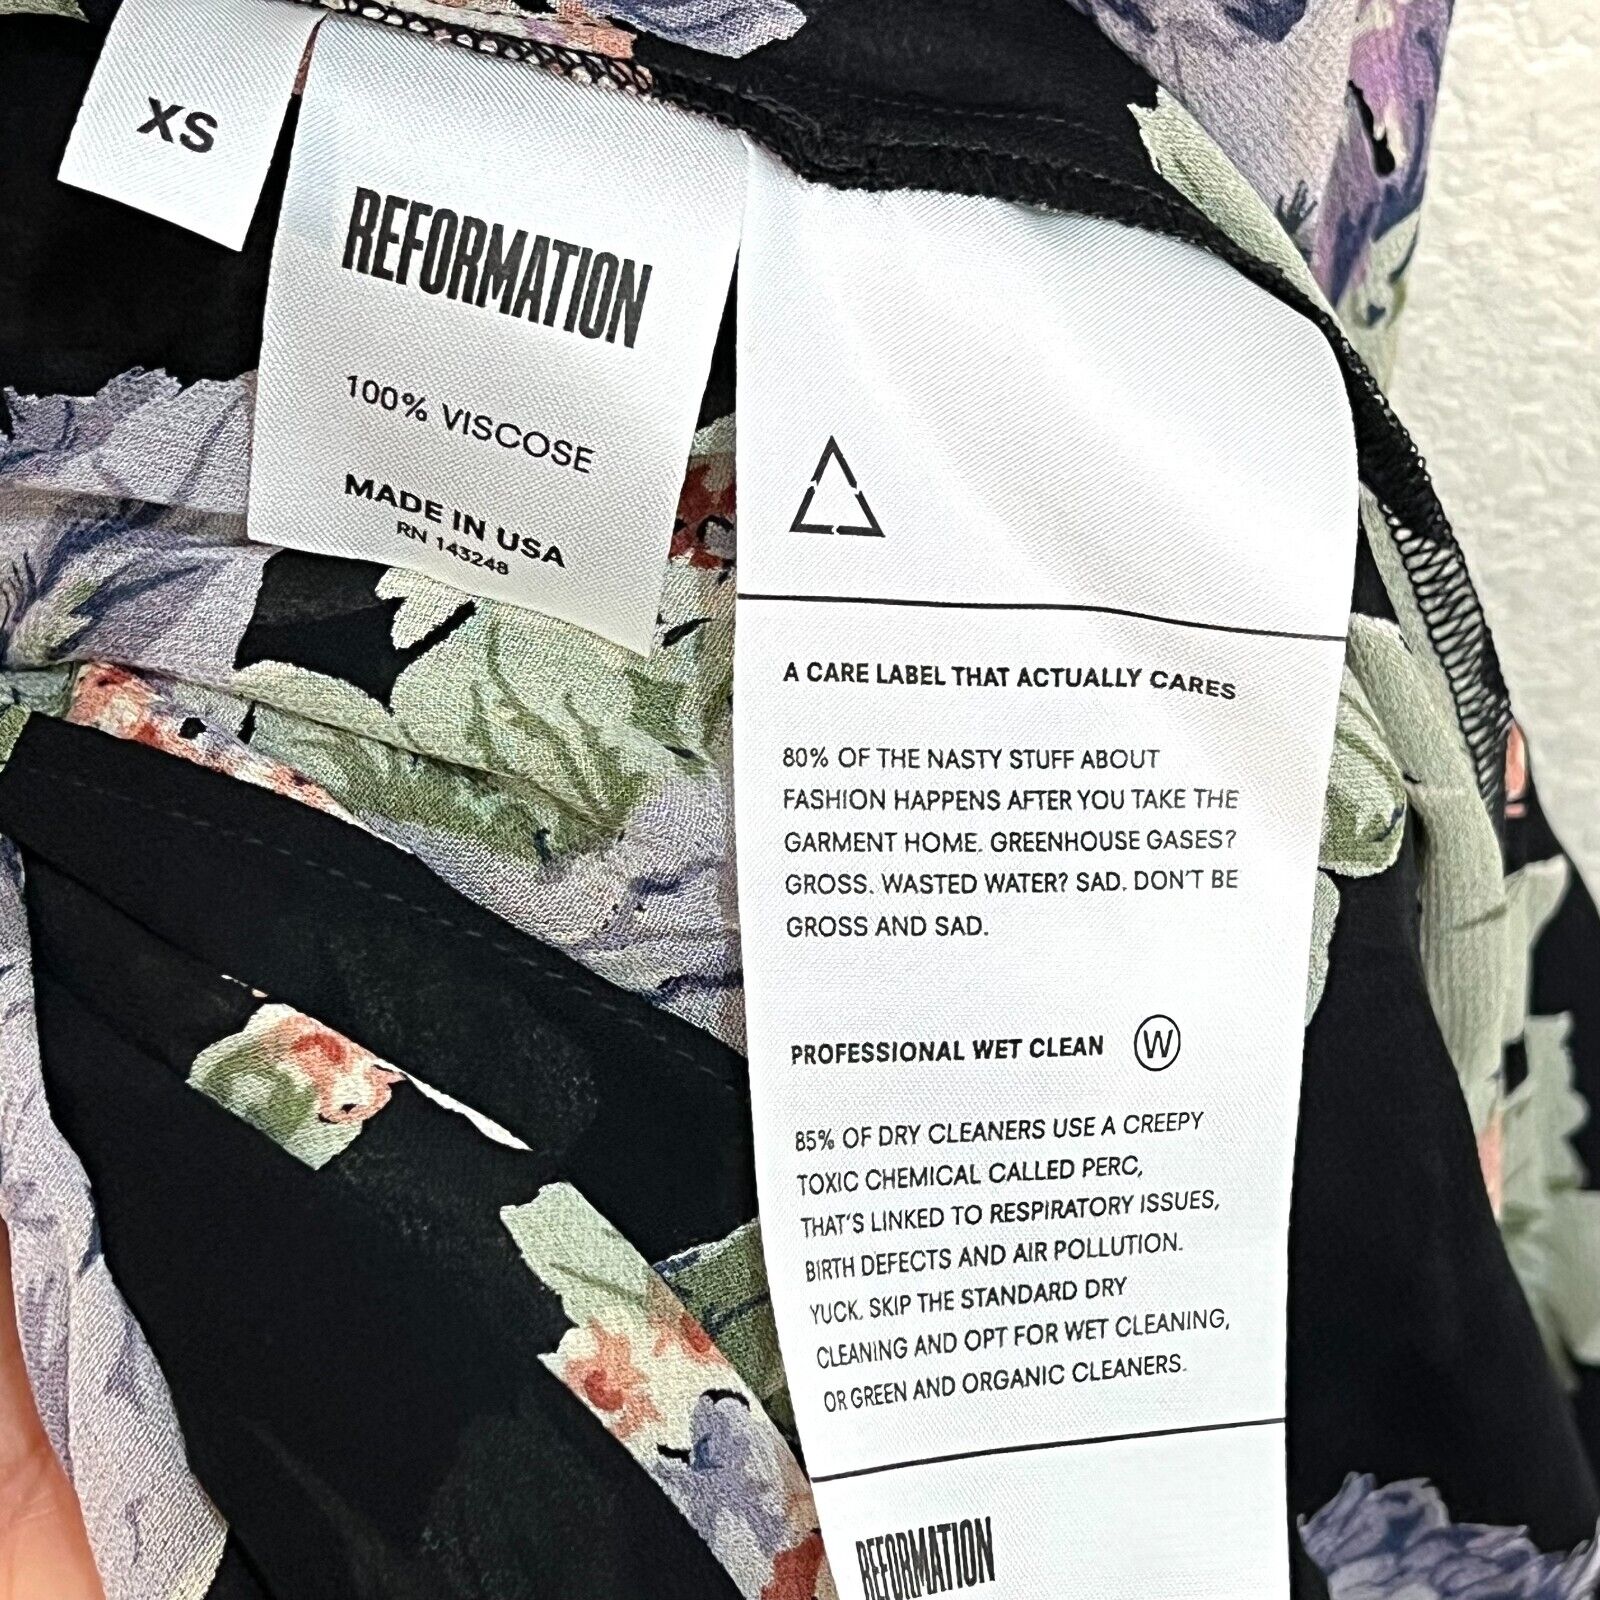 XS
REFORMATION
100% VISCOSE
MADE IN USA
RN 143248
A CARE LABEL THAT ACTUALLY CARES
80% OF THE NASTY STUFF ABOUT
FASHION HAPPENS AFTER YOU TAKE THE
GARMENT HOME. GREENHOUSE GASES?
GROSS. WASTED WATER? SAD. DON'T BE
GROSS AND SAD.
PROFESSIONAL WET CLEAN W
85% OF DRY CLEANERS USE A CREEPY
TOXIC CHEMICAL CALLED PERC,
THAT'S LINKED TO RESPIRATORY ISSUES,
BIRTH DEFECTS AND AIR POLLUTION.
YUCK. SKIP THE STANDARD DRY
CLEANING AND OPT FOR WET CLEANING,
OR GREEN AND ORGANIC CLEANERS.
REFORMATION